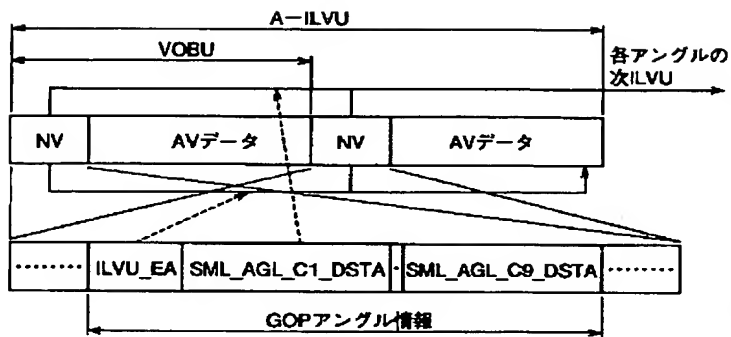 A-ILVU
VOBU
各アングルの
次ILVU
NV
AVデータ
NV
AVデータ
········
ILVU_EA
SML_AGL_C1_DSTA
·
SML_AGL_C9_DSTA
········
GOPアングル情報